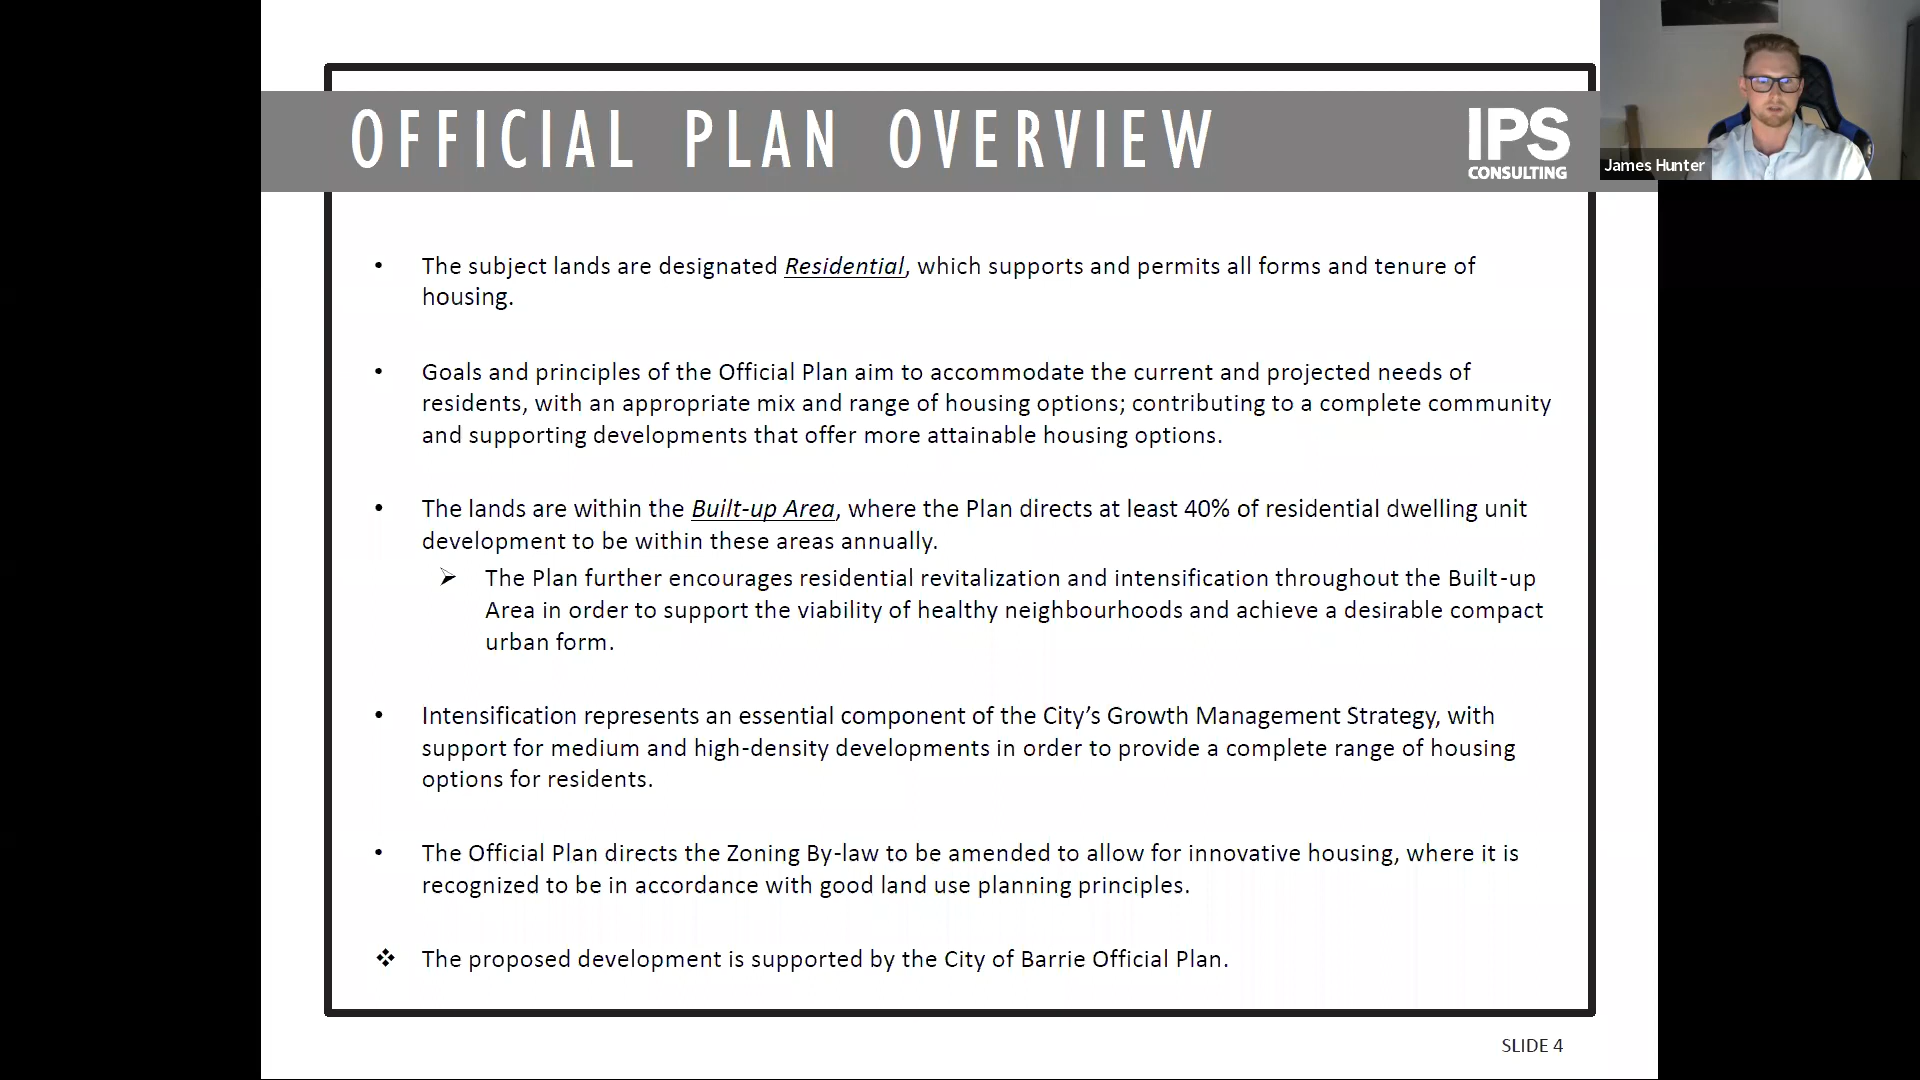 OFFICIAL PLAN OVERVIEW
IPS
CONSULTING
James Hunter
• The subject lands are designated Residential, which supports and permits all forms and tenure of
housing.
• Goals and principles of the Official Plan aim to accommodate the current and projected needs of
residents, with an appropriate mix and range of housing options; contributing to a complete community
and supporting developments that offer more attainable housing options.
• The lands are within the Built-up Area, where the Plan directs at least 40% of residential dwelling unit
development to be within these areas annually.
➢ The Plan further encourages residential revitalization and intensification throughout the Built-up
Area in order to support the viability of healthy neighbourhoods and achieve a desirable compact
urban form.
• Intensification represents an essential component of the City’s Growth Management Strategy, with
support for medium and high-density developments in order to provide a complete range of housing
options for residents.
• The Official Plan directs the Zoning By-law to be amended to allow for innovative housing, where it is
recognized to be in accordance with good land use planning principles.
❖ The proposed development is supported by the City of Barrie Official Plan.
SLIDE 4